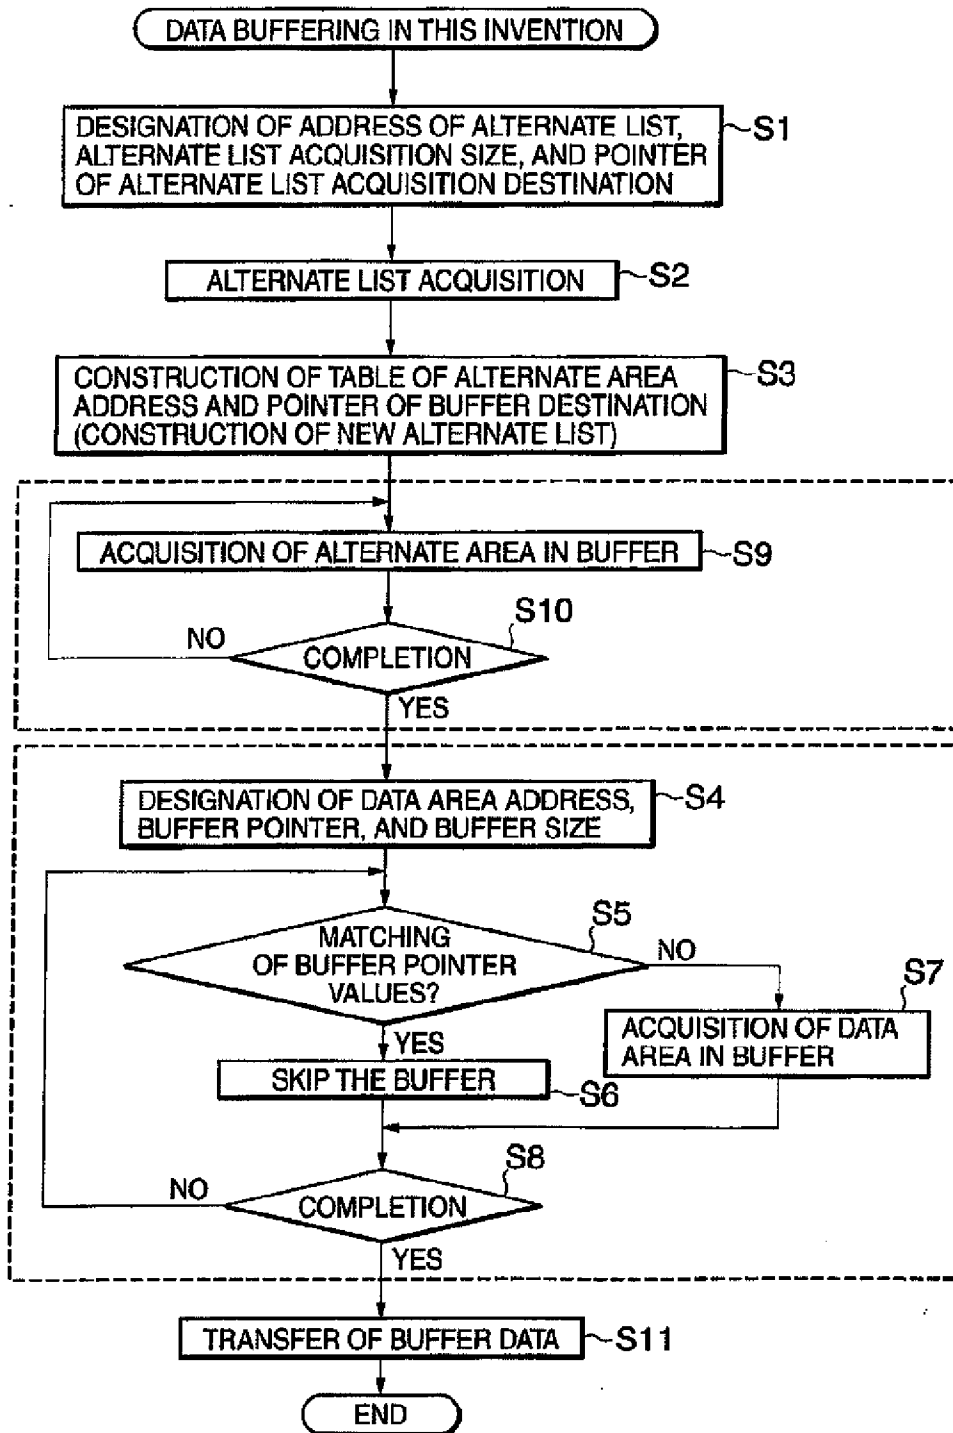 DATA BUFFERING IN THIS INVENTION
DESIGNATION OF ADDRESS OF ALTERNATE LIST,
ALTERNATE LIST ACQUISITION SIZE, AND POINTER
OF ALTERNATE LIST ACQUISITION DESTINATION
S1
ALTERNATE LIST ACQUISITION
S2
CONSTRUCTION OF TABLE OF ALTERNATE AREA
ADDRESS AND POINTER OF BUFFER DESTINATION
(CONSTRUCTION OF NEW ALTERNATE LIST)
S3
ACQUISITION OF ALTERNATE AREA IN BUFFER
S9
S10
NO
COMPLETION
YES
DESIGNATION OF DATA AREA ADDRESS,
BUFFER POINTER, AND BUFFER SIZE
S4
S5
MATCHING
OF BUFFER POINTER
VALUES?
NO
S7
YES
ACQUISITION OF DATA
AREA IN BUFFER
SKIP THE BUFFER
S6
S8
NO
COMPLETION
YES
TRANSFER OF BUFFER DATA
S11
END